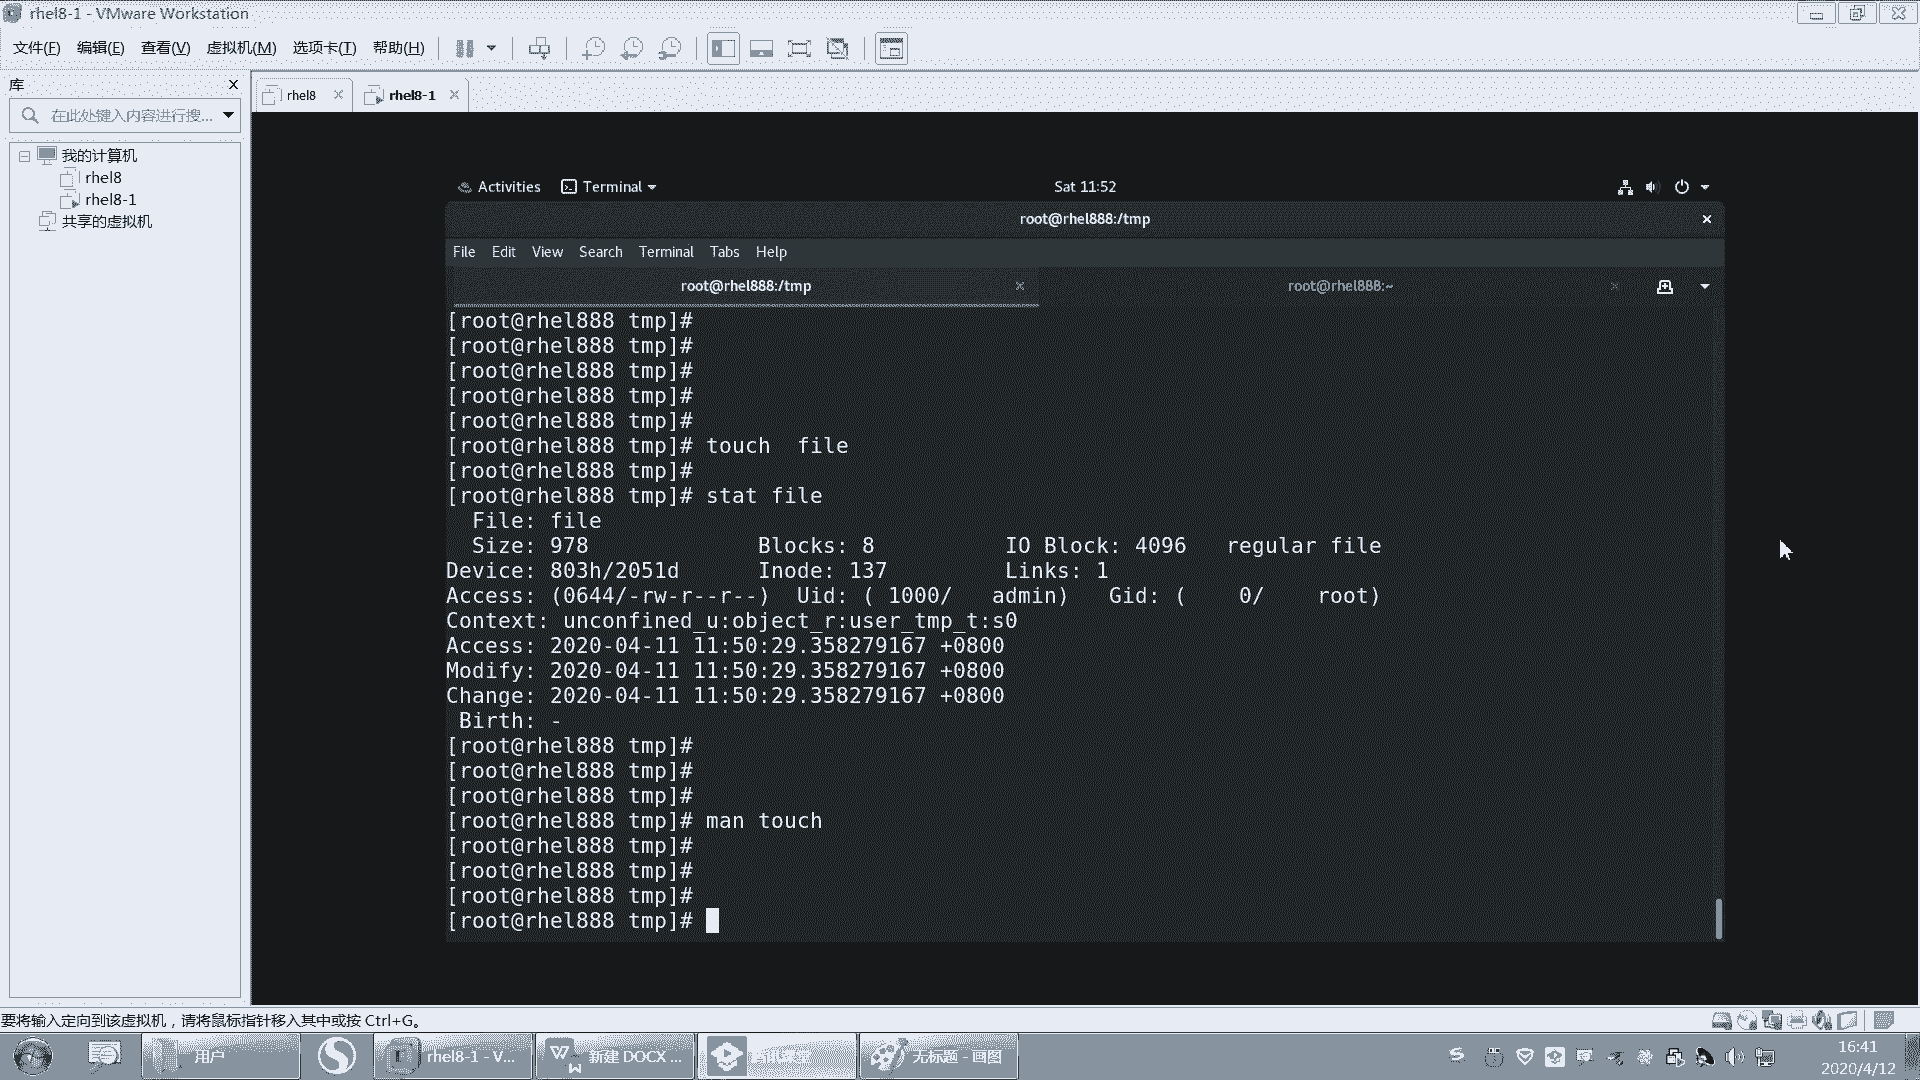 rhel8-1 - VMware Workstation
文件(F) 编辑(E) 查看(V) 虚拟机(M) 选项卡(T) 帮助(H)
库
在此处键入内容进行搜...
我的计算机
rhel8
rhel8-1
共享的虚拟机
rhel8 rhel8-1
Activities Terminal Sat 11:52
root@rhel888:/tmp
File Edit View Search Terminal Tabs Help
root@rhel888:/tmp root@rhel888:~
[root@rhel888 tmp]#
[root@rhel888 tmp]#
[root@rhel888 tmp]#
[root@rhel888 tmp]#
[root@rhel888 tmp]#
[root@rhel888 tmp]# touch  file
[root@rhel888 tmp]#
[root@rhel888 tmp]# stat file
  File: file
  Size: 978             Blocks: 8          IO Block: 4096   regular file
Device: 803h/2051d      Inode: 137         Links: 1
Access: (0644/-rw-r--r--)  Uid: ( 1000/   admin)   Gid: (    0/    root)
Context: unconfined_u:object_r:user_tmp_t:s0
Access: 2020-04-11 11:50:29.358279167 +0800
Modify: 2020-04-11 11:50:29.358279167 +0800
Change: 2020-04-11 11:50:29.358279167 +0800
 Birth: -
[root@rhel888 tmp]#
[root@rhel888 tmp]#
[root@rhel888 tmp]#
[root@rhel888 tmp]# man touch
[root@rhel888 tmp]#
[root@rhel888 tmp]#
[root@rhel888 tmp]#
[root@rhel888 tmp]#
要将输入定向到该虚拟机，请将鼠标指针移入其中或按 Ctrl+G。
用户 rhel8-1 - V... 新建 DOCX ... 无标题 - 画图
16:41
2020/4/12